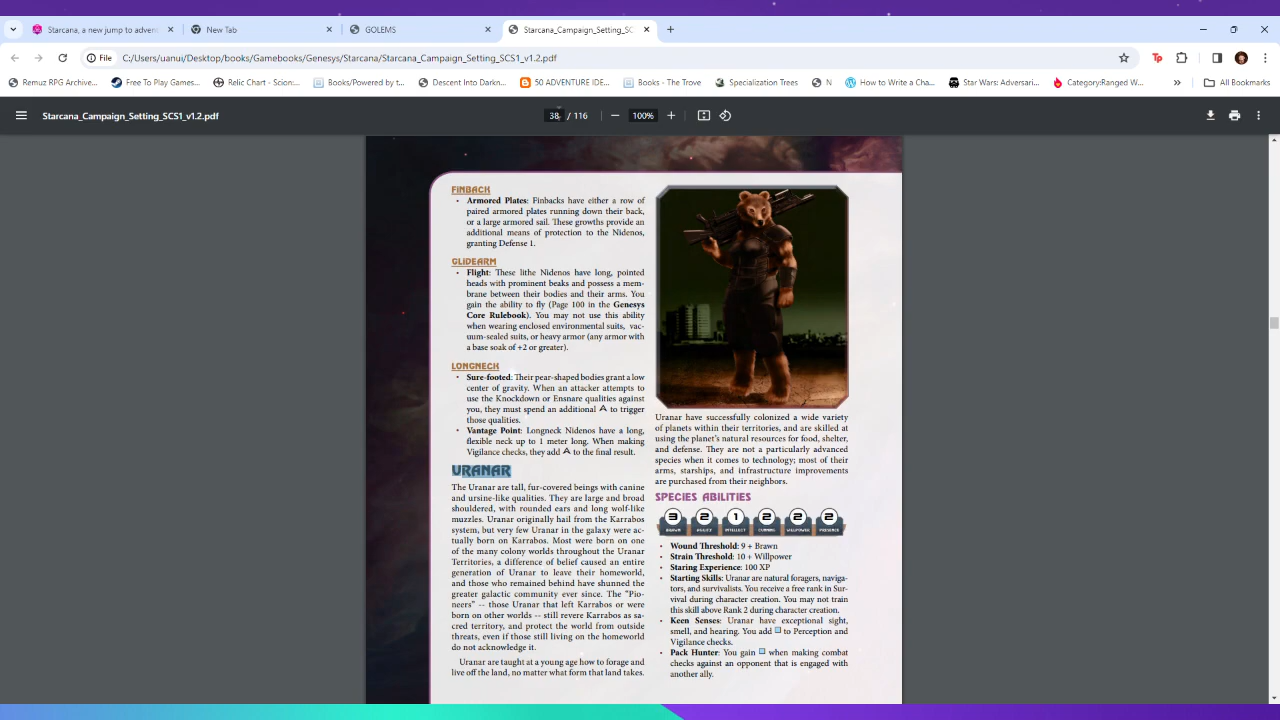 Starcana, a new jump to adven
New Tab
GOLEMS
Starcana_Campaign_Setting_SC
File
C:/Users/uanui/Desktop/books/Gamebooks/Genesys/Starcana/Starcana_Campaign_Setting_SCS1_v1.2.pdf
Remuz RPG Archive...
Free To Play Games...
Relic Chart - Scion:...
Books/Powered by t...
Descent Into Darkn...
50 ADVENTURE IDE...
Books - The Trove
Specialization Trees
N
How to Write a Cha...
Star Wars: Adversari...
Category:Ranged W...
All Bookmarks
Starcana_Campaign_Setting_SCS1_v1.2.pdf
38 / 116
100%
FINBACK
• Armored Plates: Finbacks have either a row of
paired armored plates running down their back,
or a large armored sail. These growths provide an
additional means of protection to the Nidenos,
granting Defense 1.
GLIDEARM
• Flight: These lithe Nidenos have long, pointed
heads with prominent beaks and possess a mem-
brane between their bodies and their arms. You
gain the ability to fly (Page 100 in the Genesys
Core Rulebook). You may not use this ability
when wearing enclosed environmental suits, vac-
uum-sealed suits, or heavy armor (any armor with
a base soak of +2 or greater).
LONGNECK
• Sure-footed: Their pear-shaped bodies grant a low
center of gravity. When an attacker attempts to
use the Knockdown or Ensnare qualities against
you, they must spend an additional to trigger
those qualities.
• Vantage Point: Longneck Nidenos have a long,
flexible neck up to 1 meter long. When making
Vigilance checks, they add to the final result.
URANAR
The Uranar are tall, fur-covered beings with canine
and ursine-like qualities. They are large and broad
shouldered, with rounded ears and long wolf-like
muzzles. Uranar originally hail from the Karrabos
system, but very few Uranar in the galaxy were ac-
tually born on Karrabos. Most were born on one
of the many colony worlds throughout the Uranar
Territories, a difference of belief caused an entire
generation of Uranar to leave their homeworld,
and those who remained behind have shunned the
greater galactic community ever since. The "Pio-
neers" -- those Uranar that left Karrabos or were
born on other worlds -- still revere Karrabos as sa-
cred territory, and protect the world from outside
threats, even if those still living on the homeworld
do not acknowledge it.
Uranar are taught at a young age how to forage and
live off the land, no matter what form that land takes.
Uranar have successfully colonized a wide variety
of planets within their territories, and are skilled at
using the planet's natural resources for food, shelter,
and defense. They are not a particularly advanced
species when it comes to technology; most of their
arms, starships, and infrastructure improvements
are purchased from their neighbors.
SPECIES ABILITIES
3 2 1 2 2 2
BRAWN AGILITY INTELLECT CUNNING WILLPOWER PRESENCE
• Wound Threshold: 9 + Brawn
• Strain Threshold: 10 + Willpower
• Staring Experience: 100 XP
• Starting Skills: Uranar are natural foragers, naviga-
tors, and survivalists. You receive a free rank in Sur-
vival during character creation. You may not train
this skill above Rank 2 during character creation.
• Keen Senses: Uranar have exceptional sight,
smell, and hearing. You add to Perception and
Vigilance checks.
• Pack Hunter: You gain when making combat
checks against an opponent that is engaged with
another ally.